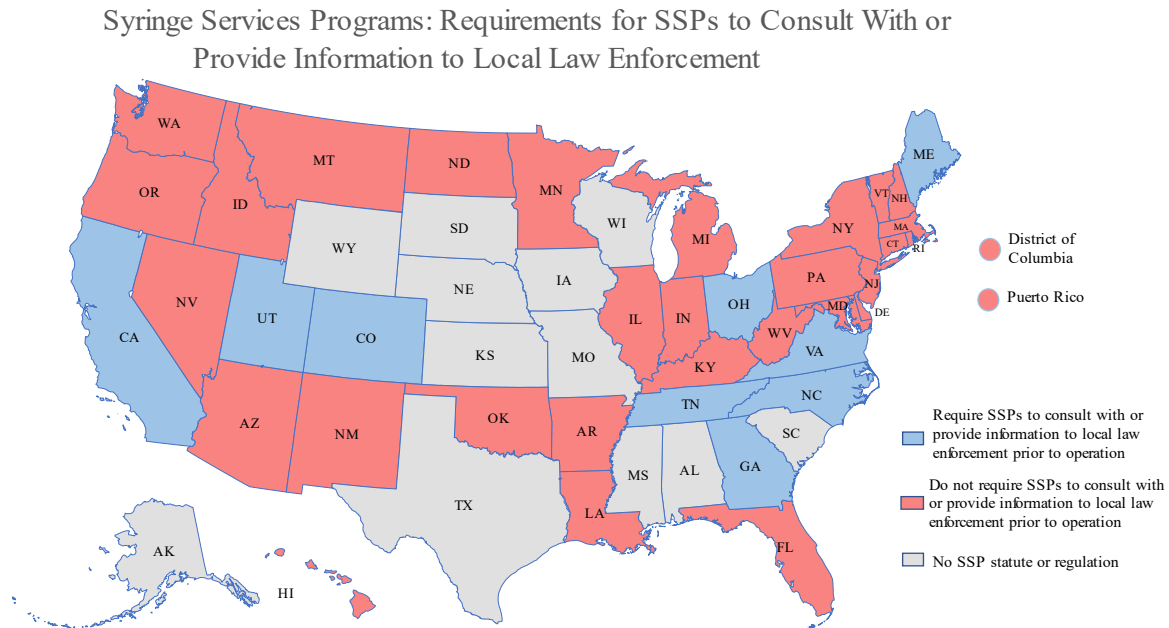 Syringe Services Programs: Requirements for SSPs to Consult With or
Provide Information to Local Law Enforcement
WA
OR
ID
MT
ND
MN
WY
SD
WI
MI
NY
VT
NH
ME
MA
CT
RI
NV
UT
CA
CO
NE
IA
KS
MO
IL
IN
OH
PA
NJ
MD
DE
WV
VA
KY
TN
NC
SC
AZ
NM
OK
AR
TX
LA
MS
AL
GA
FL
AK
HI
District of
Columbia
Puerto Rico
Require SSPs to consult with or
provide information to local law
enforcement prior to operation
Do not require SSPs to consult with
or provide information to local law
enforcement prior to operation
No SSP statute or regulation